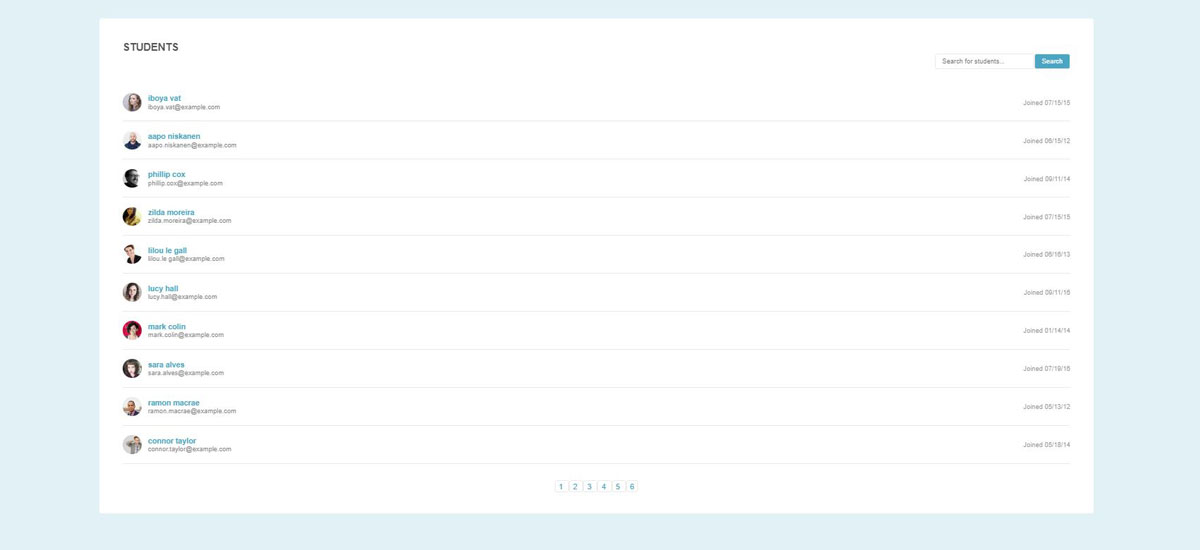 STUDENTS
Search for students...
Search
iboya vat
iboya.vat@example.com
Joined 07/15/15
aapo niskanen
aapo.niskanen@example.com
Joined 06/15/12
phillip cox
phillip.cox@example.com
Joined 09/11/14
zilda moreira
zilda.moreira@example.com
Joined 07/15/15
lilou le gall
lilou.le gall@example.com
Joined 08/16/13
lucy hall
lucy.hall@example.com
Joined 09/11/16
mark colin
mark.colin@example.com
Joined 01/14/14
sara alves
sara.alves@example.com
Joined 07/19/16
ramon macrae
ramon.macrae@example.com
Joined 05/13/12
connor taylor
connor.taylor@example.com
Joined 05/18/14
1 2 3 4 5 6